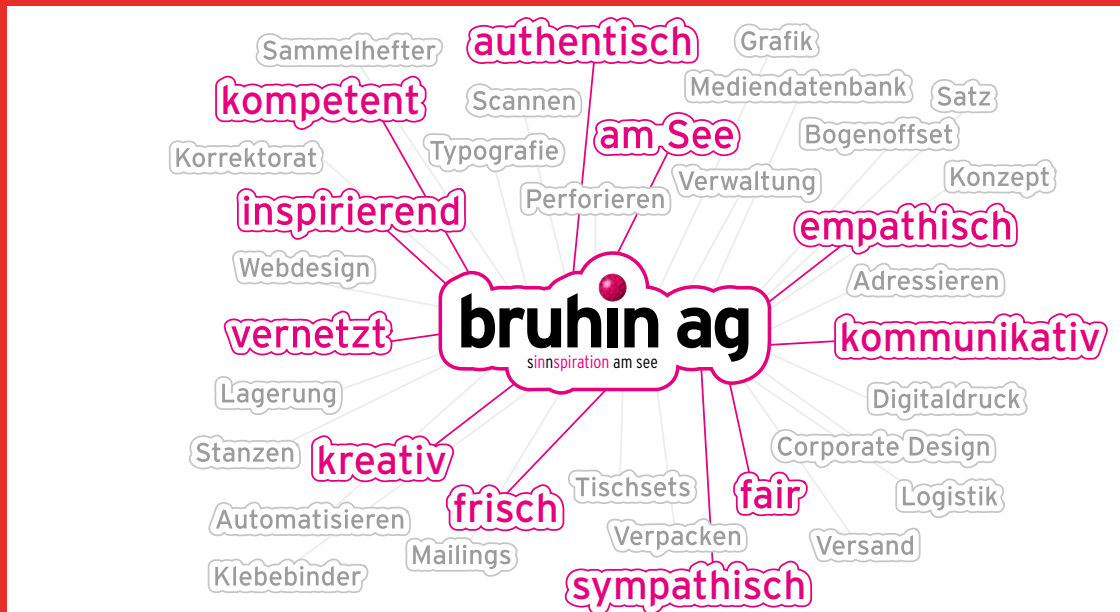 authentisch
Grafik
Sammelhefter
Mediendatenbank
kompetent
Scannen
Satz
am See
Bogenoffset
Korrektorat
Typografie
Verwaltung
Konzept
Perforieren
inspirierend
empathisch
Webdesign
Adressieren
bruhin ag
sinnspiration am see
vernetzt
kommunikativ
Lagerung
Digitaldruck
Stanzen
kreativ
Corporate Design
Tischsets
fair
Logistik
frisch
Automatisieren
Verpacken
Versand
Mailings
Klebebinder
sympathisch